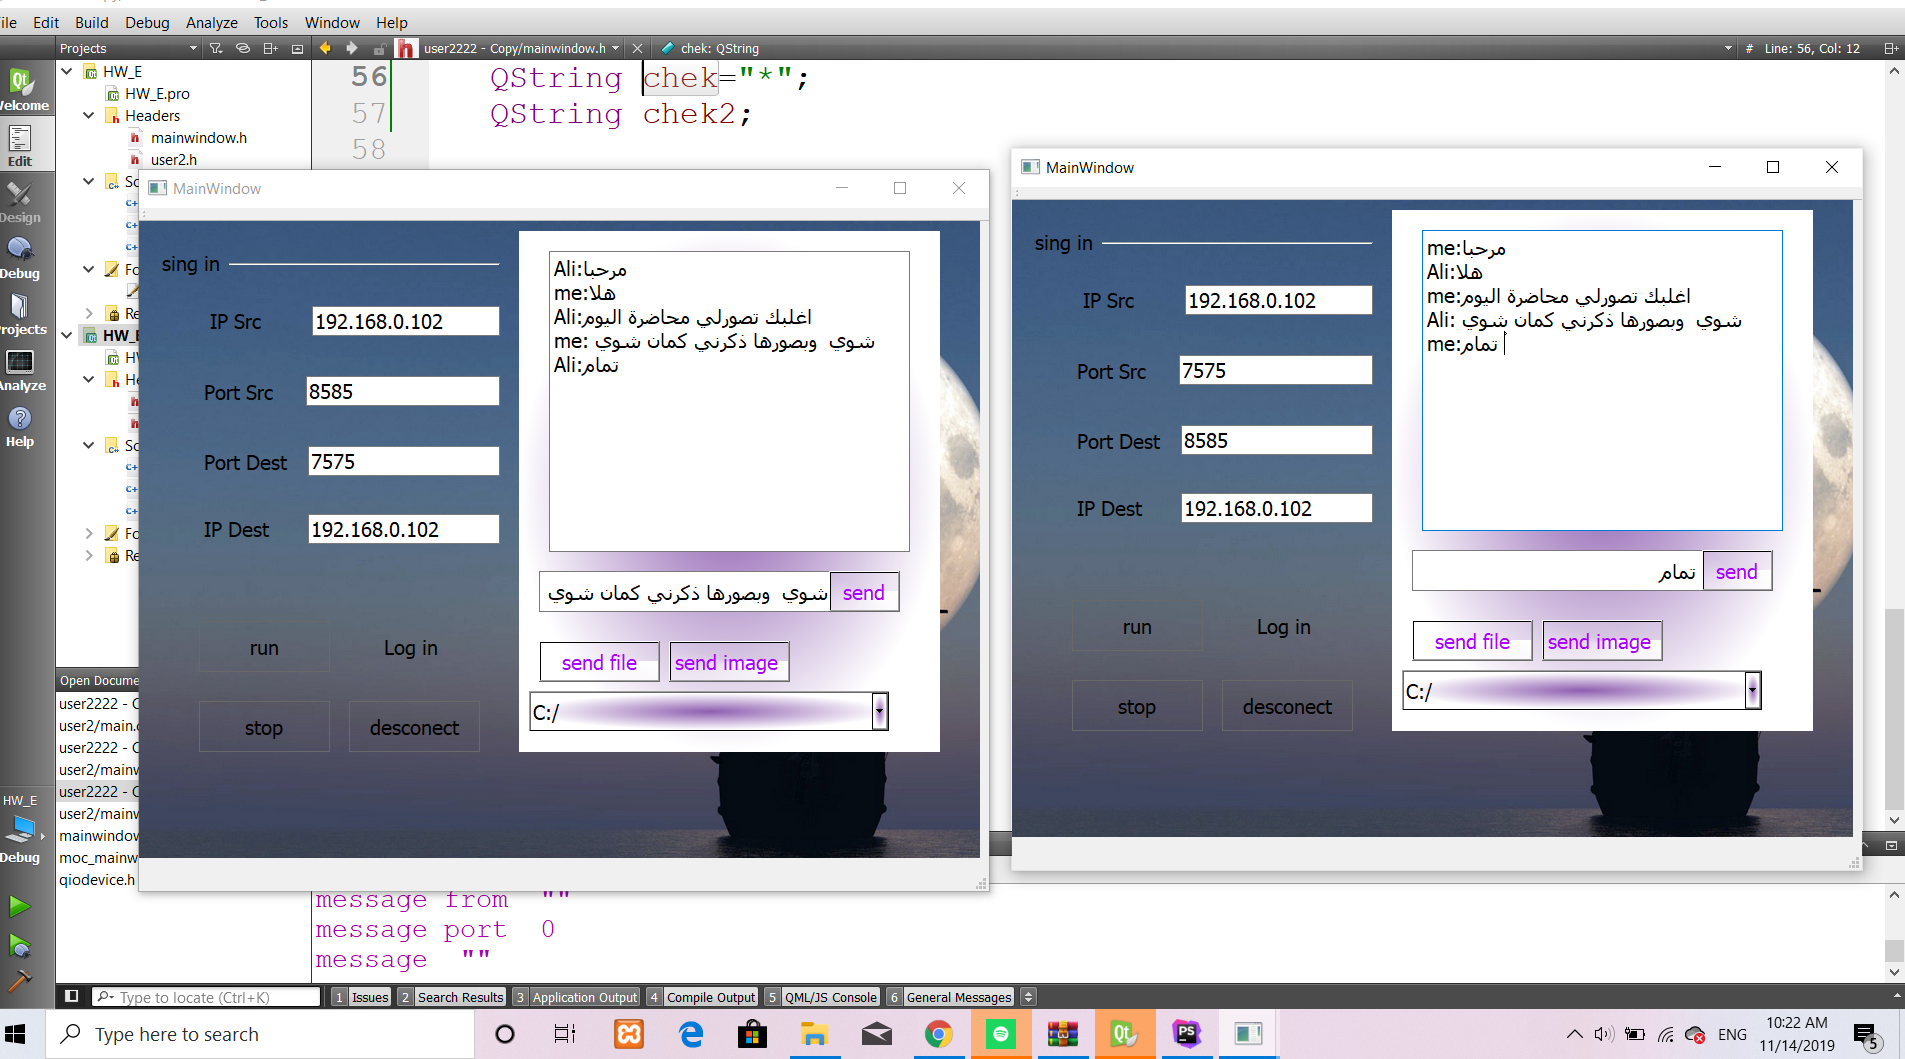 ile Edit Build Debug Analyze Tools Window Help
Projects
user2222 - Copy/mainwindow.h
chek: QString
# Line: 56, Col: 12
Welcome
Edit
Design
Debug
Projects
Analyze
Help
HW_E
HW_E.pro
Headers
mainwindow.h
user2.h
56 QString chek="*";
57 QString chek2;
58
MainWindow
sing in
IP Src 192.168.0.102
Port Src 8585
Port Dest 7575
IP Dest 192.168.0.102
run Log in
stop desconect
Ali:مرحبا
me:هلا
Ali:اغلبك تصورلي محاضرة اليوم
me: شوي وبصورها ذكرني كمان شوي
Ali:تمام
شوي وبصورها ذكرني كمان شوي send
send file send image
C:/
MainWindow
sing in
IP Src 192.168.0.102
Port Src 7575
Port Dest 8585
IP Dest 192.168.0.102
run Log in
stop desconect
me:مرحبا
Ali:هلا
me:اغلبك تصورلي محاضرة اليوم
Ali: شوي وبصورها ذكرني كمان شوي
me:تمام
تمام send
send file send image
C:/
Open Docume
user2222 - C
user2/main.c
user2222 - C
user2/mainw
user2222 - C
user2/mainw
mainwindow
moc_mainw
qiodevice.h
HW_E
Debug
message from ""
message port 0
message ""
Type to locate (Ctrl+K)
1 Issues 2 Search Results 3 Application Output 4 Compile Output 5 QML/JS Console 6 General Messages
Type here to search
ENG
10:22 AM
11/14/2019
5